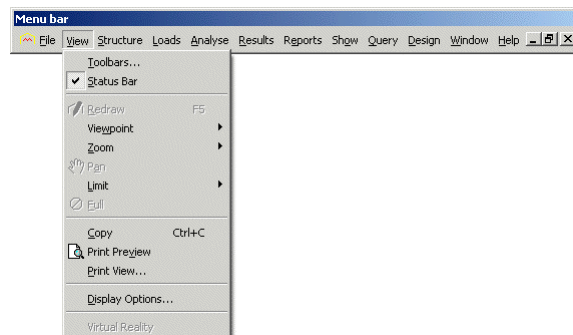 Menu bar
File View Structure Loads Analyse Results Reports Show Query Design Window Help
Toolbars...
Status Bar
Redraw F5
Viewpoint
Zoom
Pan
Limit
Full
Copy Ctrl+C
Print Preview
Print View...
Display Options...
Virtual Reality